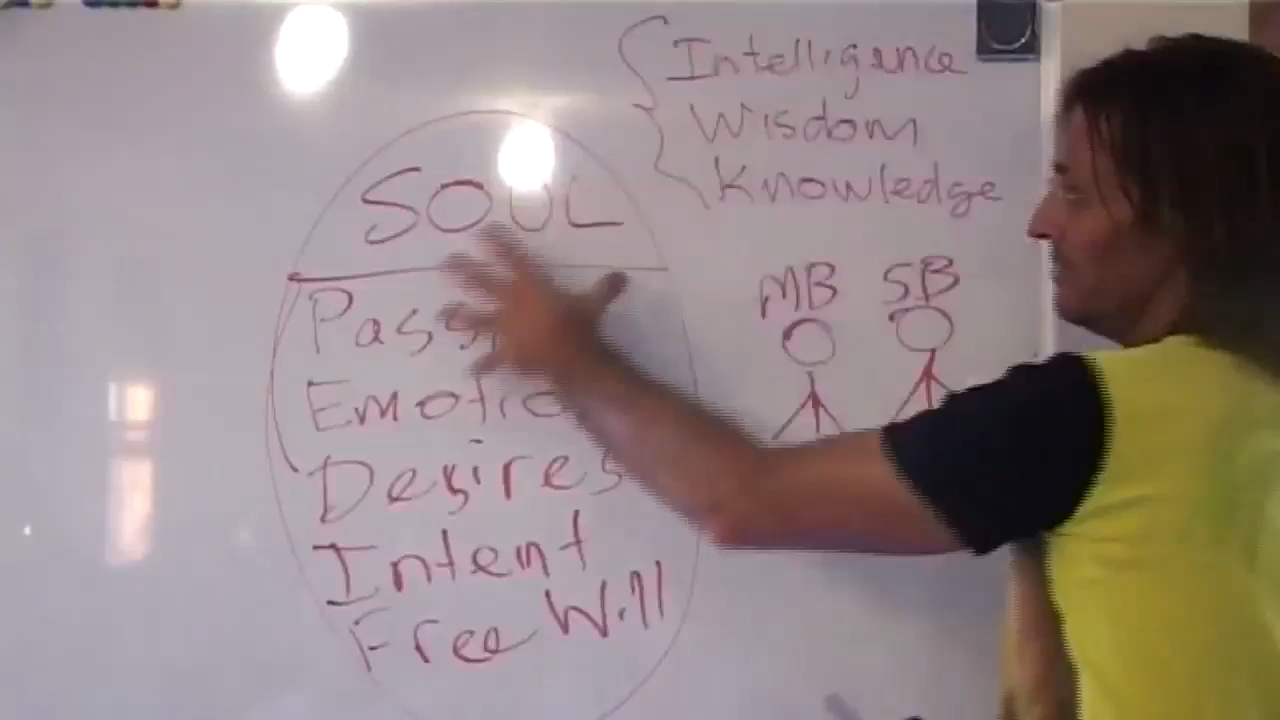 Intelligence
Wisdom
Knowledge
SOUL
MB SB
Desires
Intent
Free Will